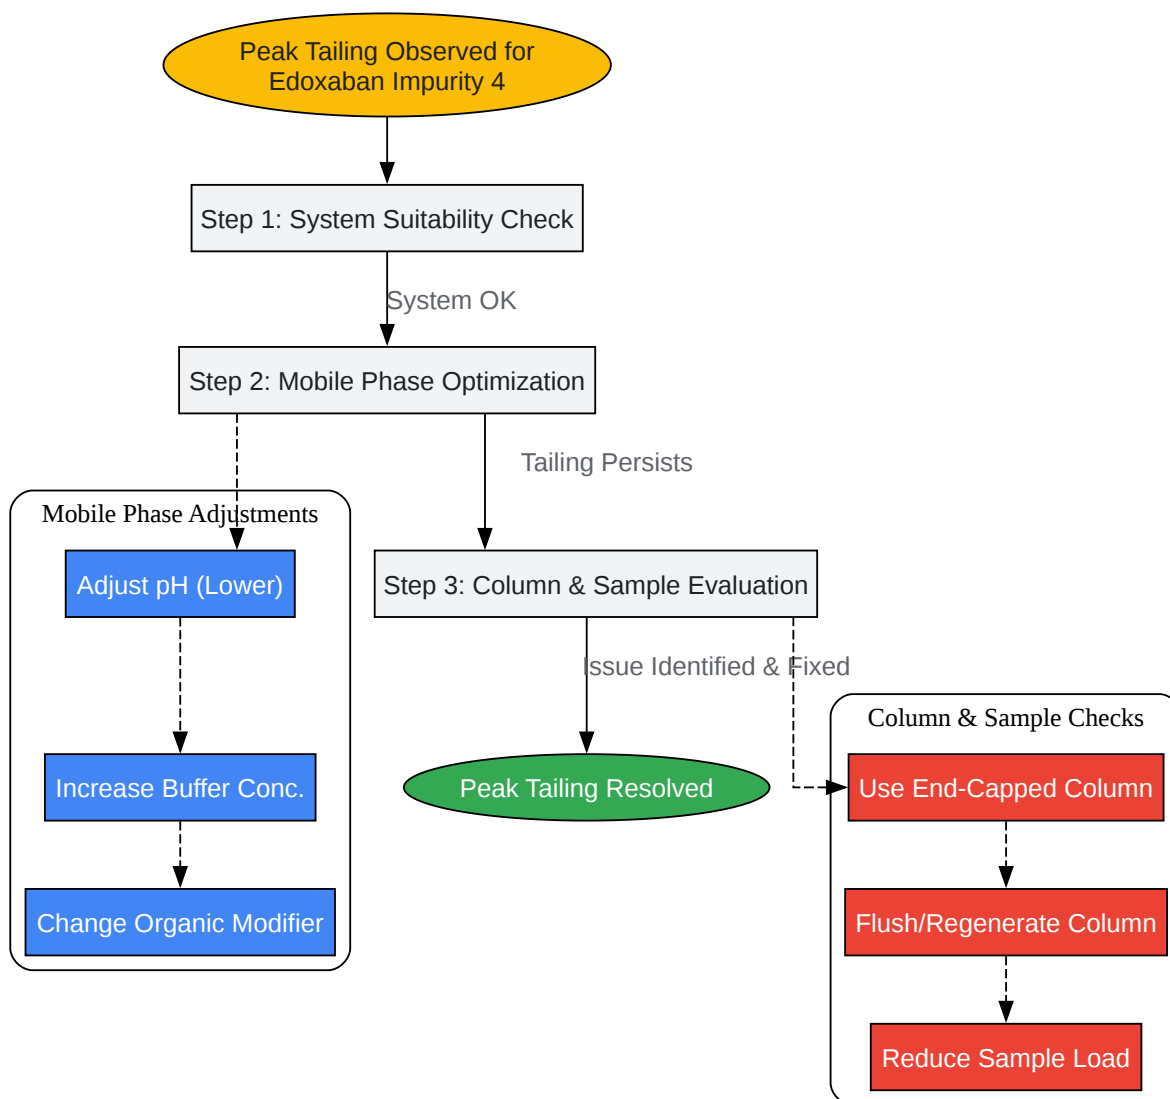 Peak Tailing Observed for
Edoxaban Impurity 4
Step 1: System Suitability Check
System OK
Step 2: Mobile Phase Optimization
Tailing Persists
Mobile Phase Adjustments
Adjust pH (Lower)
Step 3: Column & Sample Evaluation
Issue Identified & Fixed
Column & Sample Checks
Increase Buffer Conc.
Peak Tailing Resolved
Use End-Capped Column
Change Organic Modifier
Flush/Regenerate Column
Reduce Sample Load